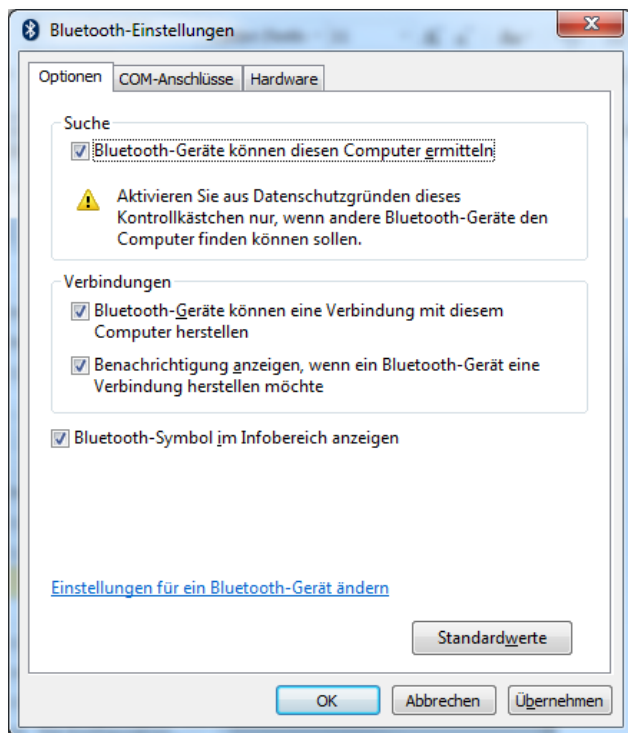 Bluetooth-Einstellungen
Optionen COM-Anschlüsse Hardware
Suche
Bluetooth-Geräte können diesen Computer ermitteln
Aktivieren Sie aus Datenschutzgründen dieses
Kontrollkästchen nur, wenn andere Bluetooth-Geräte den
Computer finden können sollen.
Verbindungen
Bluetooth-Geräte können eine Verbindung mit diesem
Computer herstellen
Benachrichtigung anzeigen, wenn ein Bluetooth-Gerät eine
Verbindung herstellen möchte
Bluetooth-Symbol im Infobereich anzeigen
Einstellungen für ein Bluetooth-Gerät ändern
Standardwerte
OK Abbrechen Übernehmen